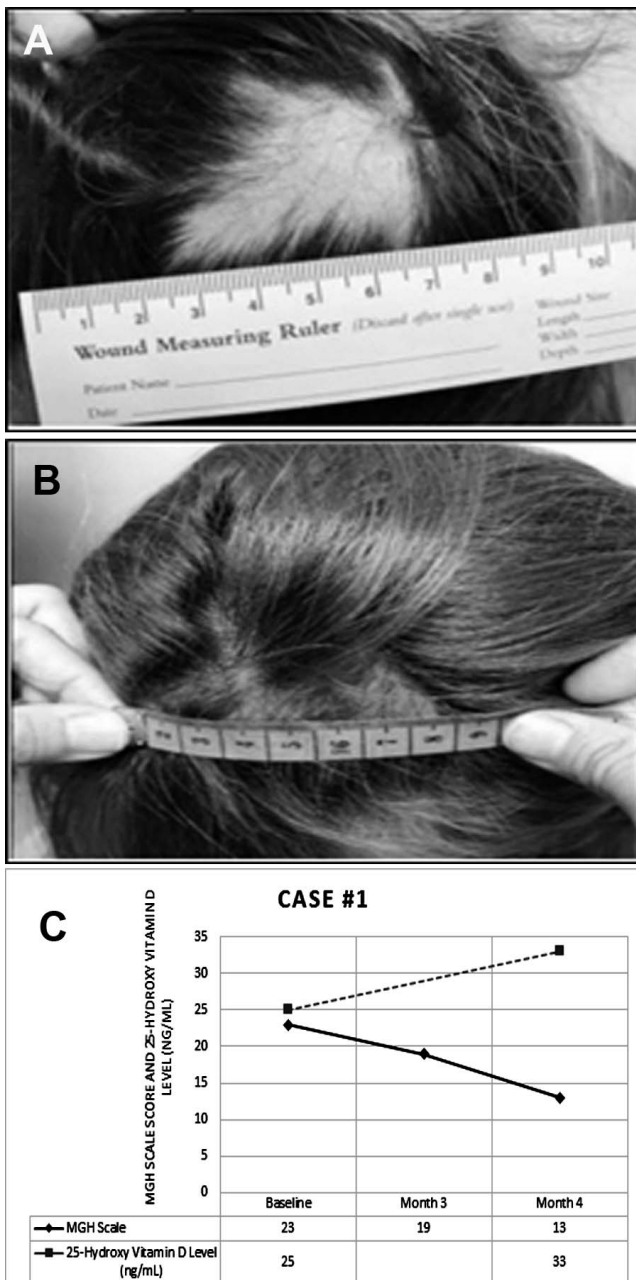 A
1 2 3 4 5 6 7 8 9 10
Wound Measuring Ruler (Discard after single use)
Patient Name
Date
Wound Size
Length
Width
Depth
B
C
CASE #1
MGH SCALE SCORE AND 25-HYDROXY VITAMIN D
LEVEL (NG/ML)
35
30
25
20
15
10
5
0
Baseline Month 3 Month 4
MGH Scale 23 19 13
25-Hydroxy Vitamin D Level
(ng/mL) 25 33